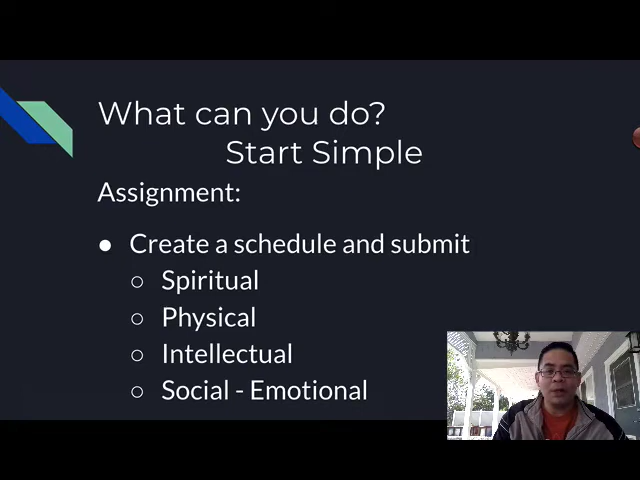 What can you do?
Start Simple
Assignment:
● Create a schedule and submit
○ Spiritual
○ Physical
○ Intellectual
○ Social - Emotional